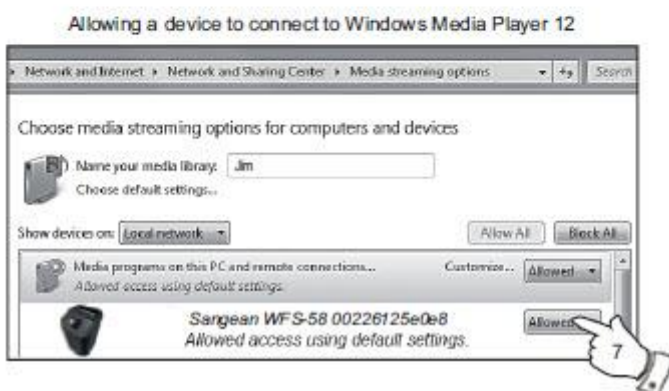 Allowing a device to connect to Windows Media Player 12
Network and Internet ▸ Network and Sharing Center ▸ Media streaming options Search
Choose media streaming options for computers and devices
Name your media library: Jim
Choose default settings...
Show devices on: Local network Allow All Block All
Media programs on this PC and remote connections... Customize... Allowed
Allowed access using default settings.
Sangean WFS-58 00226125e0e8 Allowed
Allowed access using default settings.
7